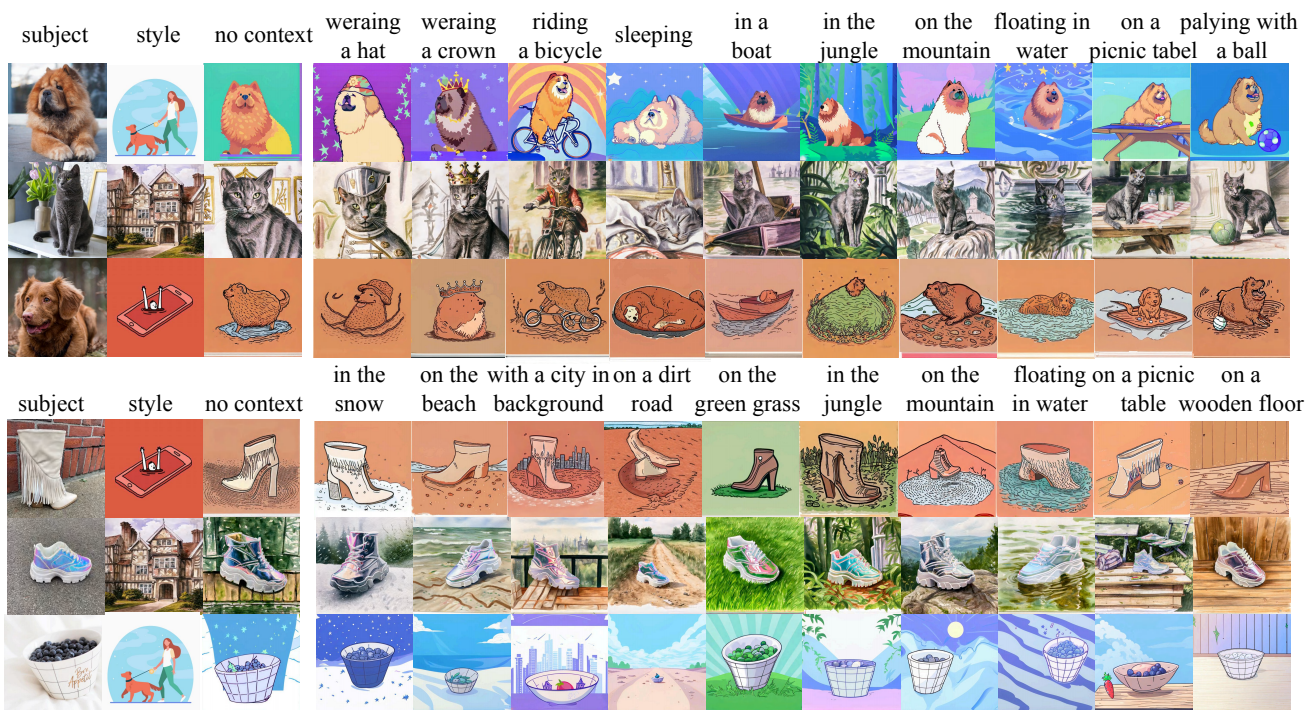 subject style no context weraing a hat weraing a crown riding a bicycle sleeping in a boat in the jungle on the mountain floating in water on a picnic tabel palying with a ball
subject style no context in the snow on the beach with a city in background on a dirt road on the green grass in the jungle on the mountain floating in water on a picnic table on a wooden floor
Bon Appetit